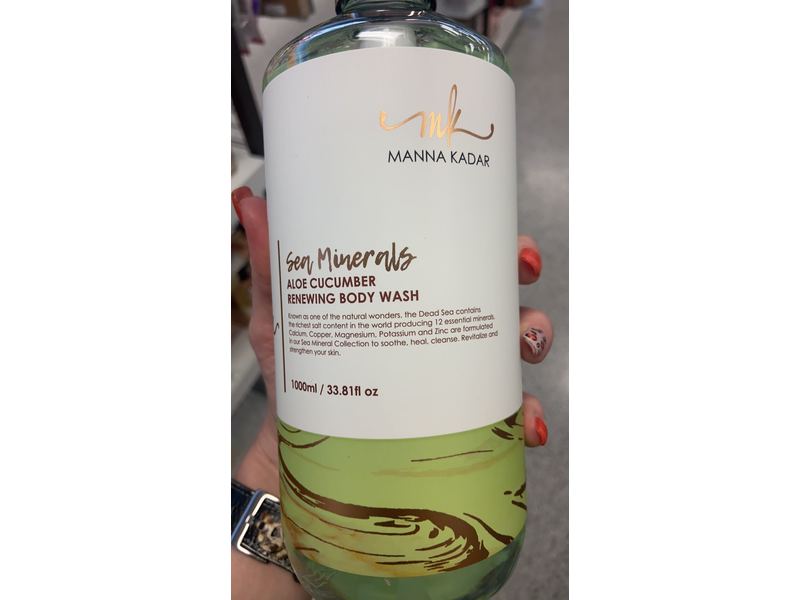 mk
MANNA KADAR
Sea Minerals
ALOE CUCUMBER
RENEWING BODY WASH
Known as one of the natural wonders. the Dead Sea contains
the richest salt content in the world producing 12 essential minerals.
Calcium, Copper, Magnesium, Potassium and Zinc are formulated
in our Sea Mineral Collection to soothe, heal, cleanse. Revitalize and
strengthen your skin.
1000ml / 33.81fl oz